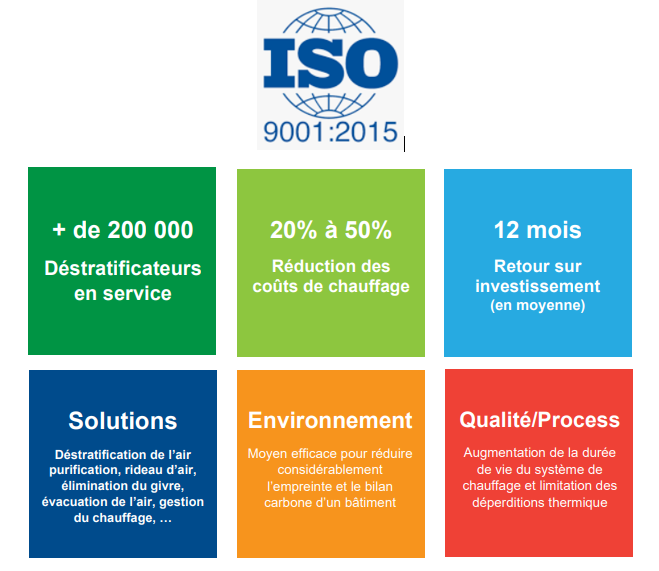 ISO
9001:2015
+ de 200 000
Déstratificateurs
en service
20% à 50%
Réduction des
coûts de chauffage
12 mois
Retour sur
investissement
(en moyenne)
Solutions
Déstratification de l’air
purification, rideau d’air,
élimination du givre,
évacuation de l’air, gestion
du chauffage, …
Environnement
Moyen efficace pour réduire
considérablement
l’empreinte et le bilan
carbone d’un bâtiment
Qualité/Process
Augmentation de la durée
de vie du système de
chauffage et limitation des
déperditions thermique